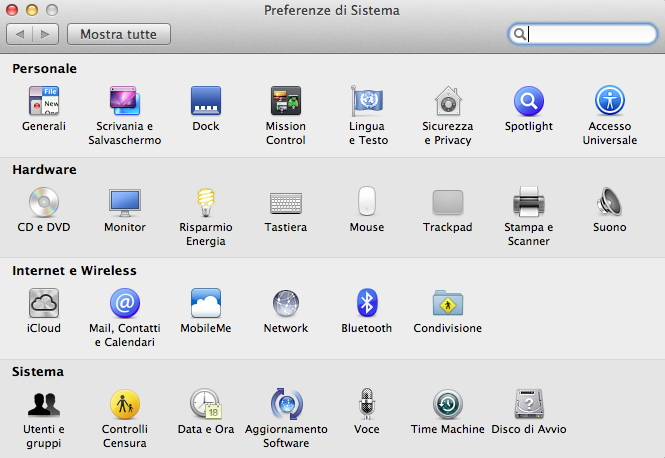 Preferenze di Sistema
Mostra tutte
Personale
File
New
Generali
Scrivania e
Salvaschermo
Dock
Mission
Control
Lingua
e Testo
Sicurezza
e Privacy
Spotlight
Accesso
Universale
Hardware
CD e DVD
Monitor
Risparmio
Energia
Tastiera
Mouse
Trackpad
Stampa e
Scanner
Suono
Internet e Wireless
@
iCloud
Mail, Contatti
e Calendari
MobileMe
Network
Bluetooth
Condivisione
Sistema
18
Utenti e
gruppi
Controlli
Censura
Data e Ora
Aggiornamento
Software
Voce
Time Machine
Disco di Avvio